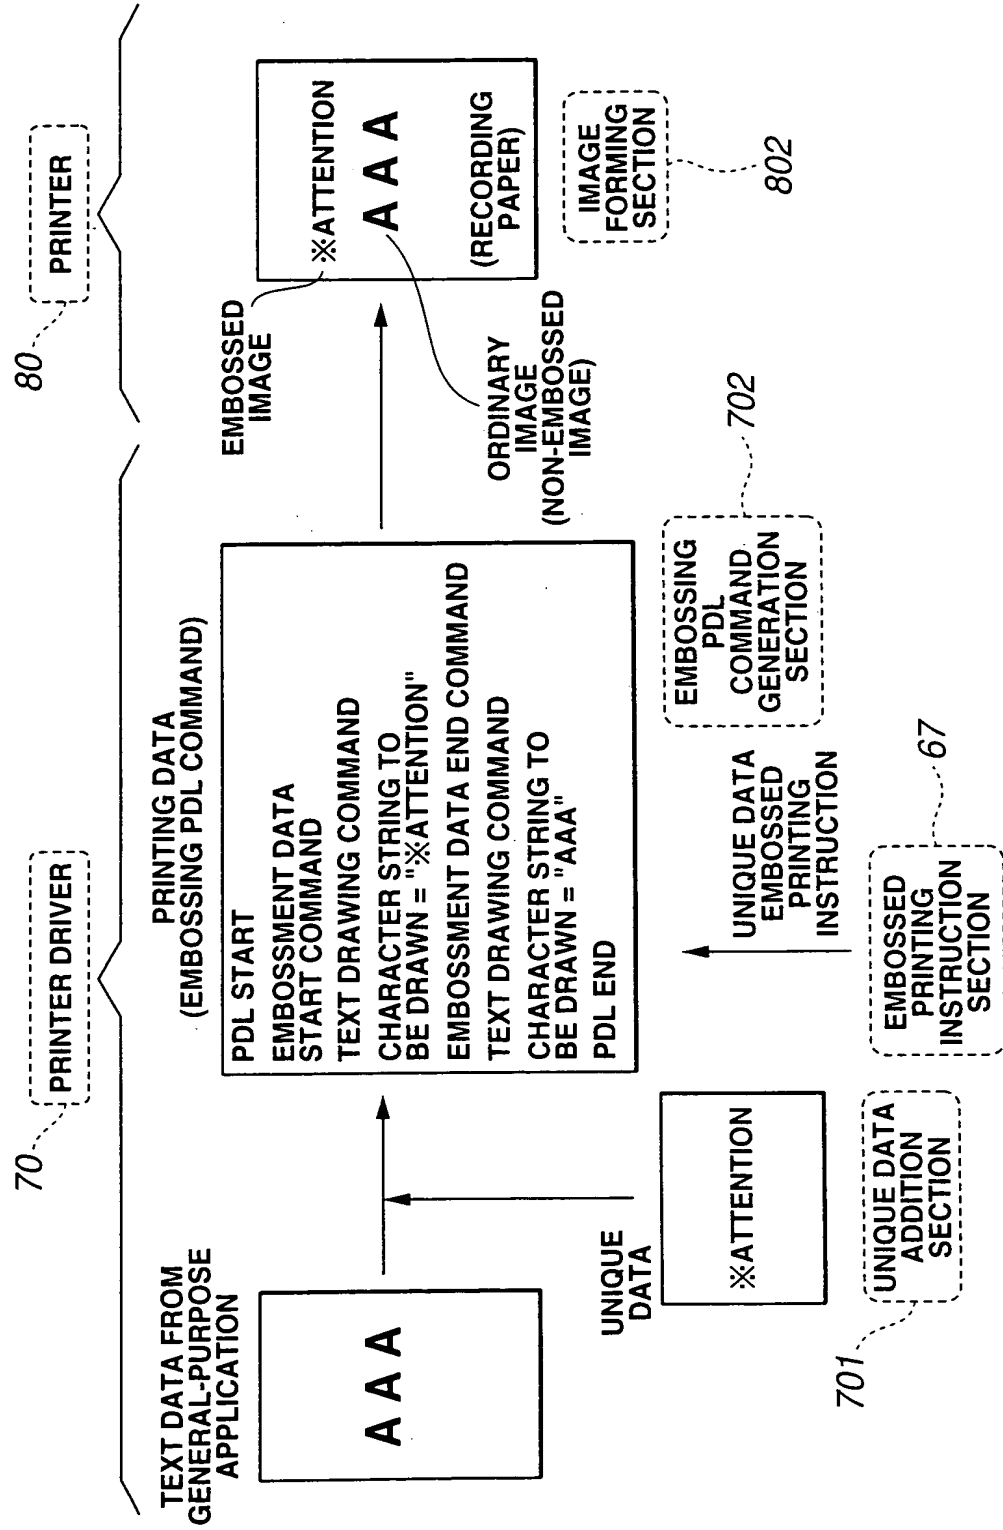 70
PRINTER DRIVER
80
PRINTER
TEXT DATA FROM
GENERAL-PURPOSE
APPLICATION
A A A
UNIQUE
DATA
※ATTENTION
701
UNIQUE DATA
ADDITION
SECTION
PRINTING DATA
(EMBOSSING PDL COMMAND)
PDL START
EMBOSSMENT DATA
START COMMAND
TEXT DRAWING COMMAND
CHARACTER STRING TO
BE DRAWN = "※ATTENTION"
EMBOSSMENT DATA END COMMAND
TEXT DRAWING COMMAND
CHARACTER STRING TO
BE DRAWN = "AAA"
PDL END
UNIQUE DATA
EMBOSSED
PRINTING
INSTRUCTION
EMBOSSED
PRINTING
INSTRUCTION
SECTION
67
EMBOSSING
PDL
COMMAND
GENERATION
SECTION
702
EMBOSSED
IMAGE
ORDINARY
IMAGE
(NON-EMBOSSED
IMAGE)
※ATTENTION
A A A
(RECORDING
PAPER)
IMAGE
FORMING
SECTION
802